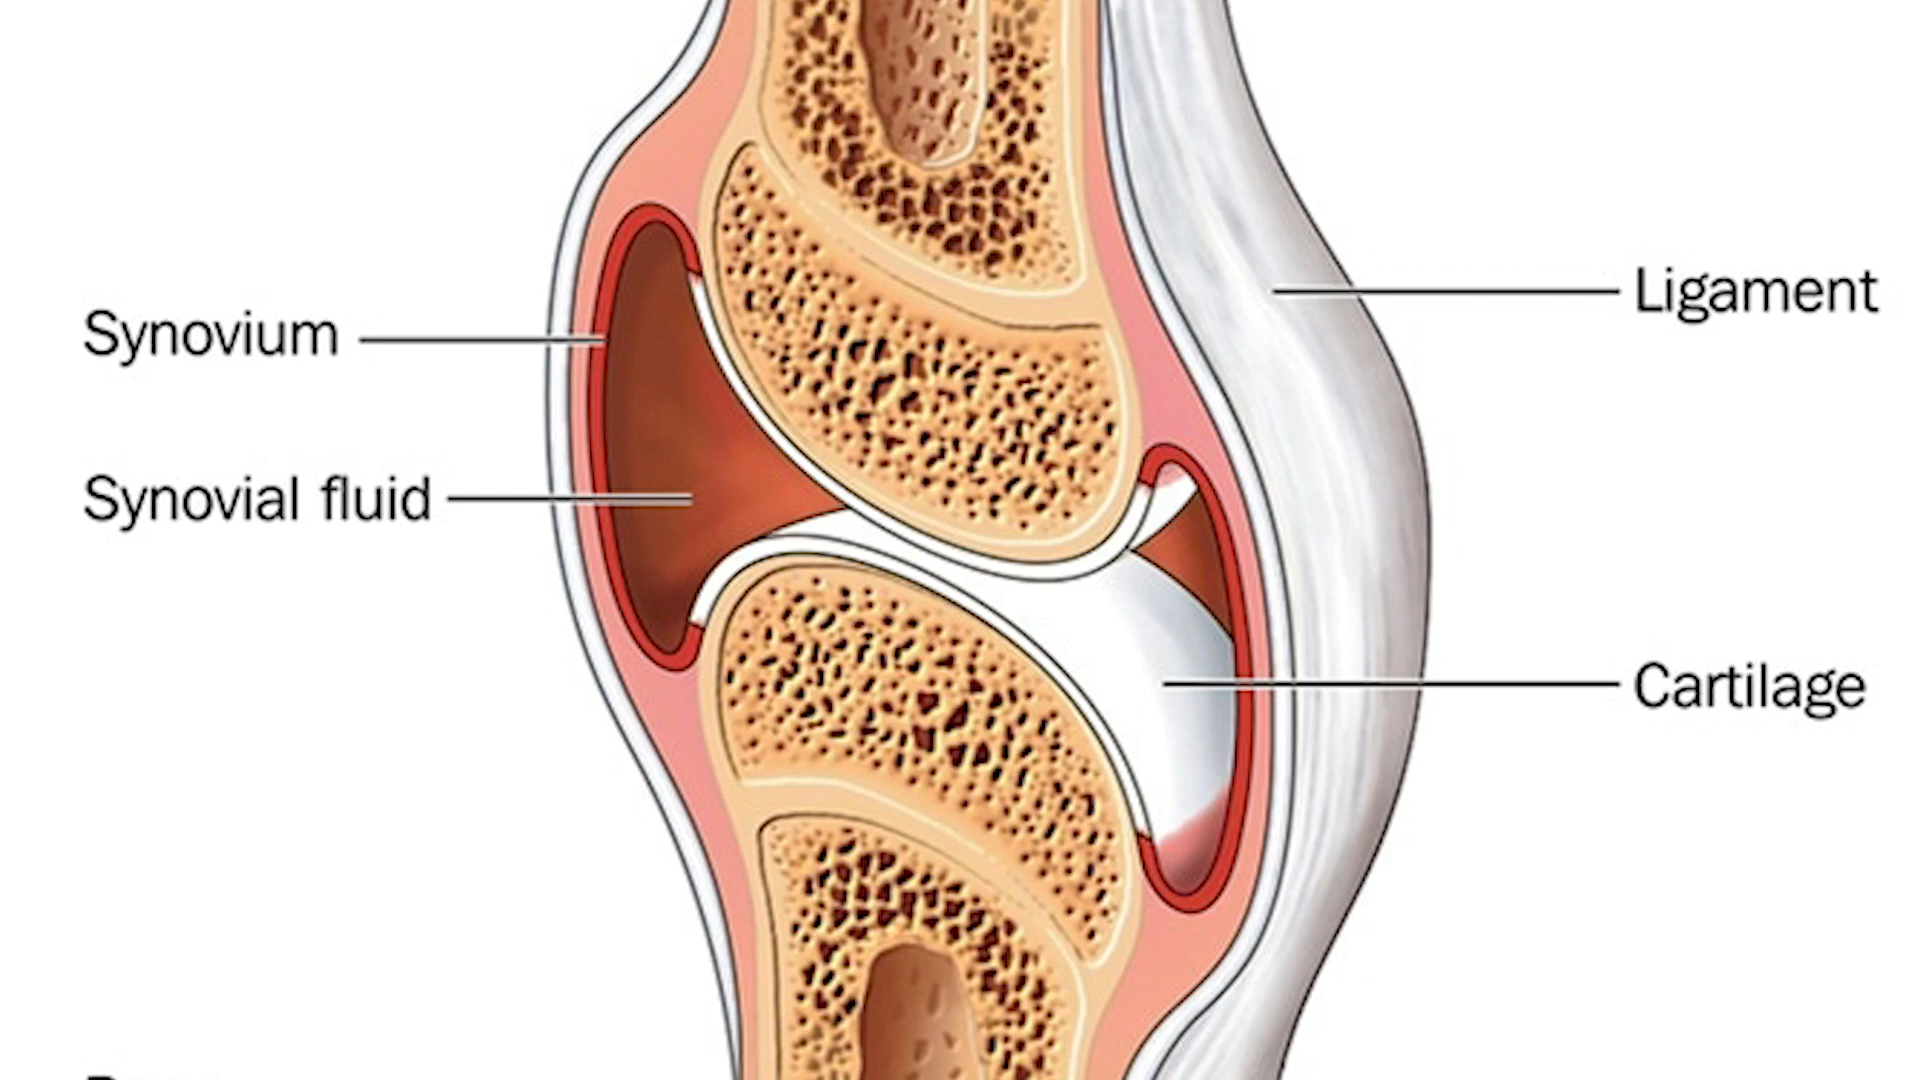 Synovium
Ligament
Synovial fluid
Cartilage